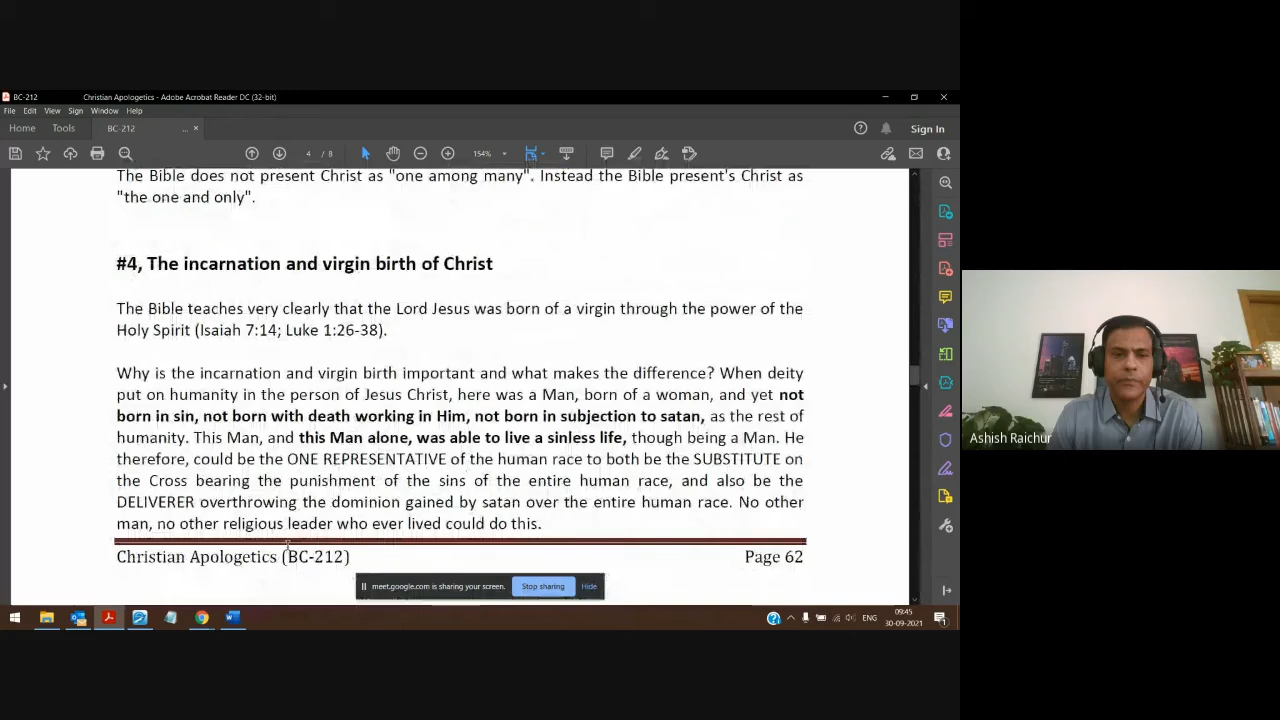 BC-212 Christian Apologetics - Adobe Acrobat Reader DC (32-bit)
File Edit View Sign Window Help
Home Tools BC-212 ... × Sign In
4 / 8 154%
The Bible does not present Christ as "one among many". Instead the Bible present's Christ as
"the one and only".
#4, The incarnation and virgin birth of Christ
The Bible teaches very clearly that the Lord Jesus was born of a virgin through the power of the
Holy Spirit (Isaiah 7:14; Luke 1:26-38).
Why is the incarnation and virgin birth important and what makes the difference? When deity
put on humanity in the person of Jesus Christ, here was a Man, born of a woman, and yet not
born in sin, not born with death working in Him, not born in subjection to satan, as the rest of
humanity. This Man, and this Man alone, was able to live a sinless life, though being a Man. He
therefore, could be the ONE REPRESENTATIVE of the human race to both be the SUBSTITUTE on
the Cross bearing the punishment of the sins of the entire human race, and also be the
DELIVERER overthrowing the dominion gained by satan over the entire human race. No other
man, no other religious leader who ever lived could do this.
Christian Apologetics (BC-212) Page 62
meet.google.com is sharing your screen. Stop sharing Hide
ENG 09:45
30-09-2021
Ashish Raichur